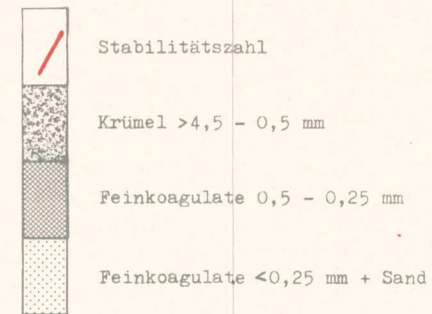 Stabilitätszahl
Krümel >4,5 - 0,5 mm
Feinkoagulate 0,5 - 0,25 mm
Feinkoagulate <0,25 mm + Sand